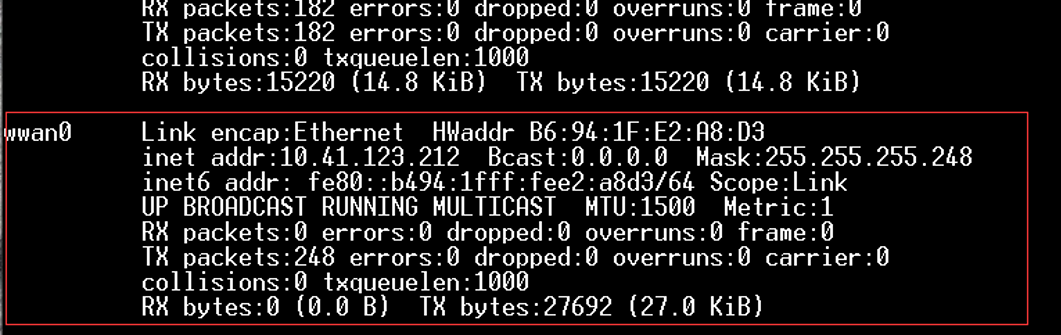 RX packets:182 errors:0 dropped:0 overruns:0 frame:0
TX packets:182 errors:0 dropped:0 overruns:0 carrier:0
collisions:0 txqueuelen:1000
RX bytes:15220 (14.8 KiB)  TX bytes:15220 (14.8 KiB)
wwan0 Link encap:Ethernet  HWaddr B6:94:1F:E2:A8:D3
inet addr:10.41.123.212  Bcast:0.0.0.0  Mask:255.255.255.248
inet6 addr: fe80::b494:1fff:fee2:a8d3/64 Scope:Link
UP BROADCAST RUNNING MULTICAST  MTU:1500  Metric:1
RX packets:0 errors:0 dropped:0 overruns:0 frame:0
TX packets:248 errors:0 dropped:0 overruns:0 carrier:0
collisions:0 txqueuelen:1000
RX bytes:0 (0.0 B)  TX bytes:27692 (27.0 KiB)